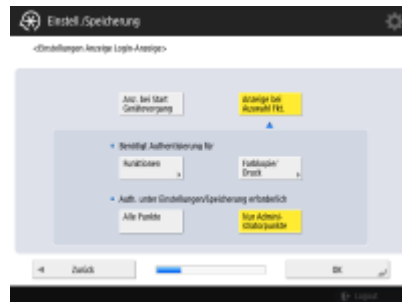 Einstell./Speicherung
<Einstellungen Anzeige Login-Anzeige>
Anz. bei Start
Gerätevorgang
Anzeige bei
Auswahl Fkt.
Benötigt Authentisierung für
Funktionen
Farbkopie/
Druck
Auth. unter Einstellungen/Speicherung erforderlich
Alle Punkte
Nur Admini-
stratorpunkte
Zurück
OK
Logout